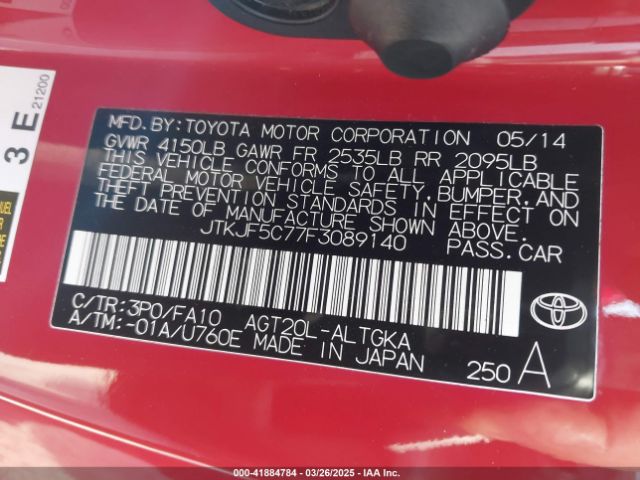 MFD. BY: TOYOTA MOTOR CORPORATION 05/14
GVWR 4150LB GAWR FR 2535LB RR 2095LB
THIS VEHICLE CONFORMS TO ALL APPLICABLE
FEDERAL MOTOR VEHICLE SAFETY, BUMPER, AND
THEFT PREVENTION STANDARDS IN EFFECT ON
THE DATE OF MANUFACTURE SHOWN ABOVE.
JTKJF5C77F3089140 PASS.CAR
C/TR:3P0/FA10 AGT20L-ALTGKA
A/TM:-01A/U760E MADE IN JAPAN
250 A
TOYOTA
3 E
21200
000-41884784 - 03/26/2025 - IAA Inc.